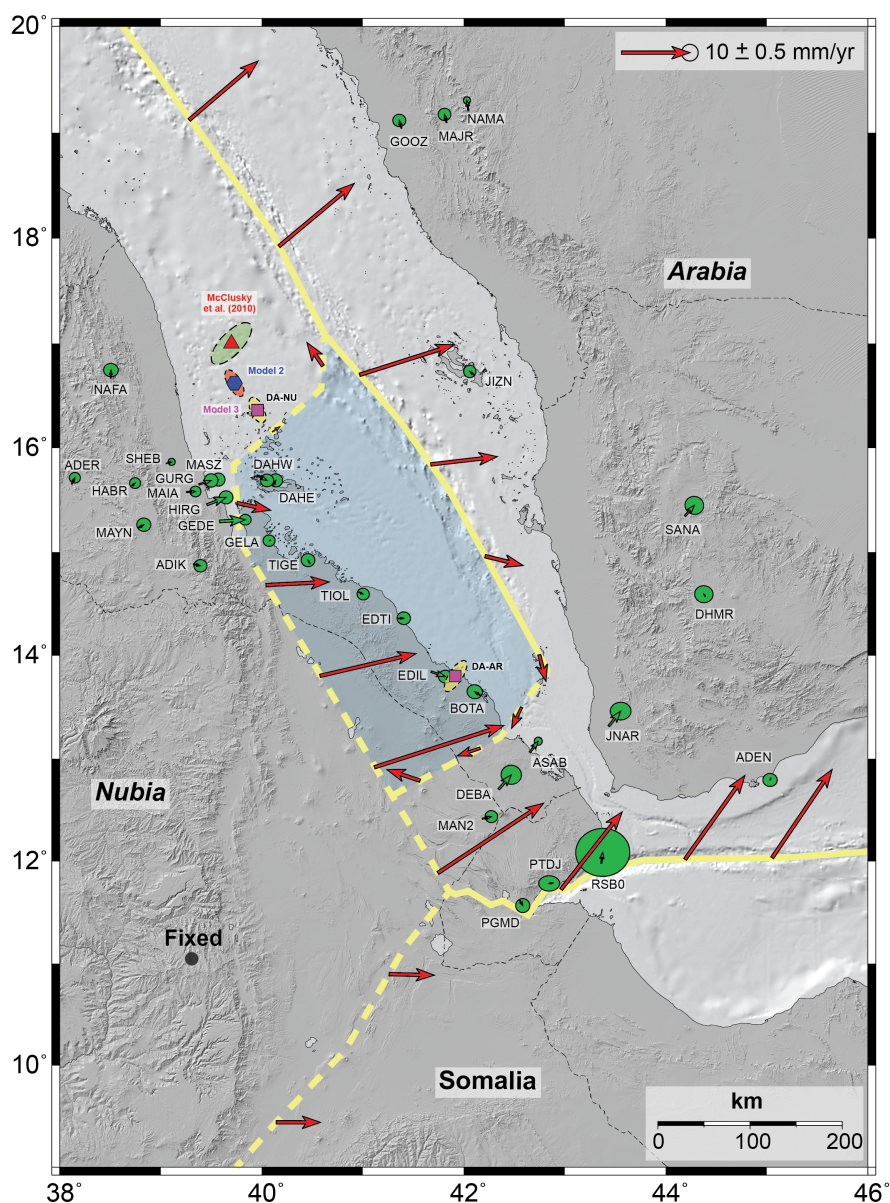 20°
10 ± 0.5 mm/yr
NAMA
MAJR
GOOZ
18°
Arabia
McClusky
et al. (2010)
NAFA
Model 2
JIZN
Model 3
DA-NU
16°
ADER
SHEB
MASZ
DAHW
GURG
HABR
MAIA
DAHE
HIRG
MAYN
GEDE
SANA
GELA
ADIK
TIGE
TIOL
DHMR
EDTI
14°
DA-AR
EDIL
BOTA
JNAR
ASAB
ADEN
DEBA
Nubia
MAN2
12°
PTDJ
RSB0
PGMD
Fixed
10°
Somalia
km
0 100 200
38° 40° 42° 44° 46°